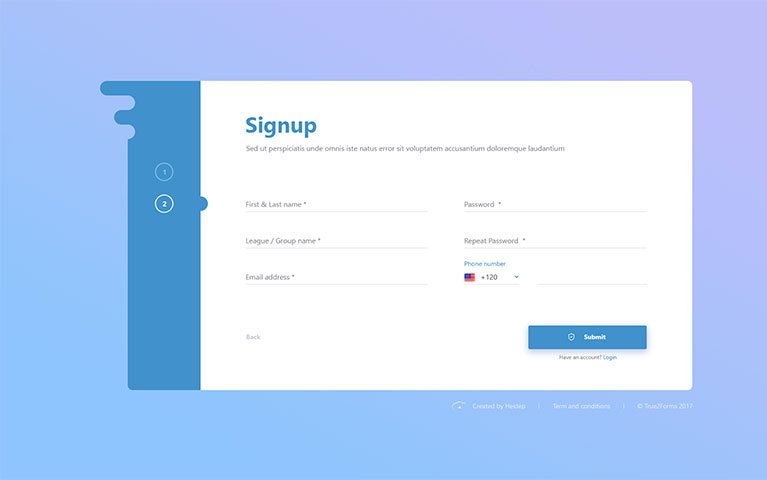 Signup
Sed ut perspiciatis unde omnis iste natus error sit voluptatem accusantium doloremque laudantium
1
2
First & Last name *
Password *
League / Group name *
Repeat Password *
Phone number
Email address *
+120
Back
Submit
Have an account? Login
Created by Hexlep | Term and conditions | © True2Forms 2017